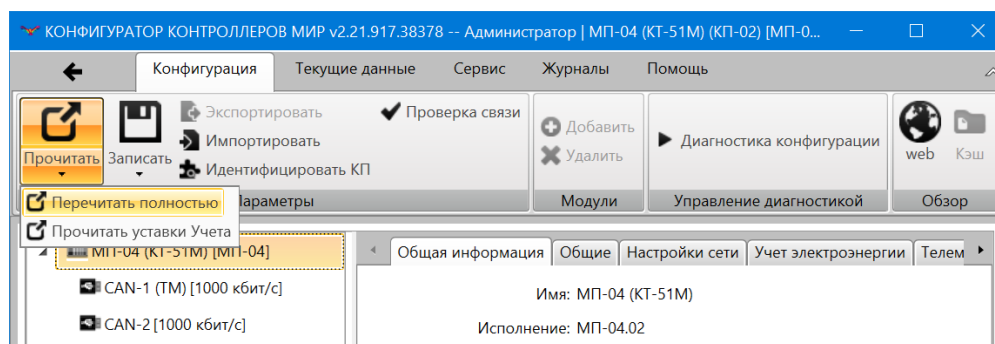 КОНФИГУРАТОР КОНТРОЛЛЕРОВ МИР v2.21.917.38378 -- Администратор | МП-04 (КТ-51М) (КП-02) [МП-0...
Конфигурация Текущие данные Сервис Журналы Помощь
Экспортировать Проверка связи
Импортировать
Идентифицировать КП
Прочитать Записать
Добавить
Удалить
Диагностика конфигурации
web Кэш
Перечитать полностью
Прочитать уставки Учета
Модули Управление диагностикой Обзор
МП-04 (КТ-51М) [МП-04]
CAN-1 (ТМ) [1000 кбит/с]
CAN-2 [1000 кбит/с]
Общая информация Общие Настройки сети Учет электроэнергии Телем
Имя: МП-04 (КТ-51М)
Исполнение: МП-04.02